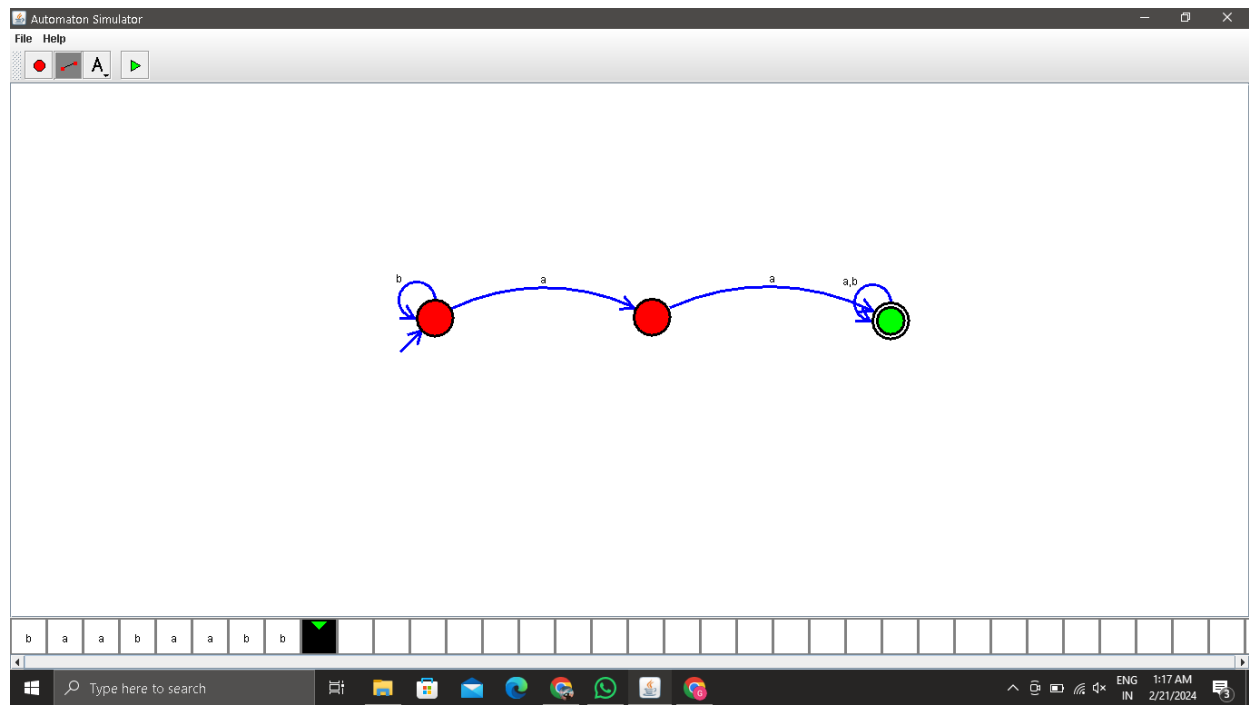 Automaton Simulator
File Help
A
b a a a,b
b a a b a a b b
Type here to search
ENG 1:17 AM
IN 2/21/2024
3